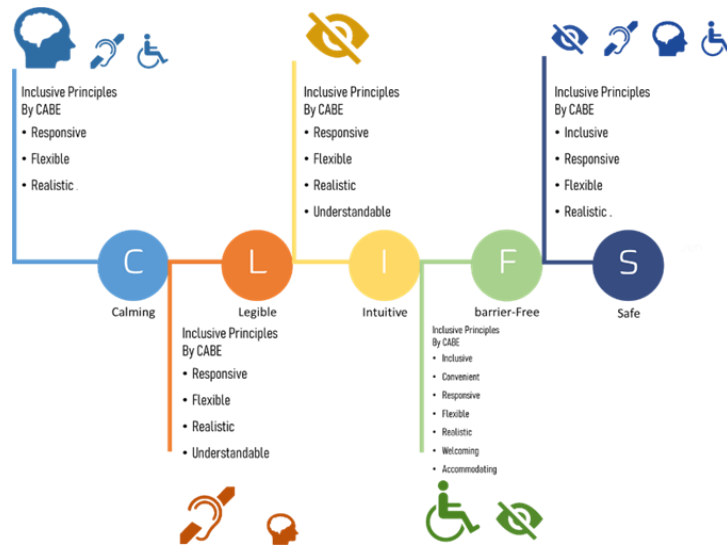 Inclusive Principles
By CABE
• Responsive
• Flexible
• Realistic .
Inclusive Principles
By CABE
• Responsive
• Flexible
• Realistic
• Understandable
Inclusive Principles
By CABE
• Inclusive
• Responsive
• Flexible
• Realistic .
C
L
I
F
S
Calming
Legible
Intuitive
barrier-Free
Safe
Inclusive Principles
By CABE
• Responsive
• Flexible
• Realistic
• Understandable
Inclusive Principles
By CABE
• Inclusive
• Convenient
• Responsive
• Flexible
• Realistic
• Welcoming
• Accommodating